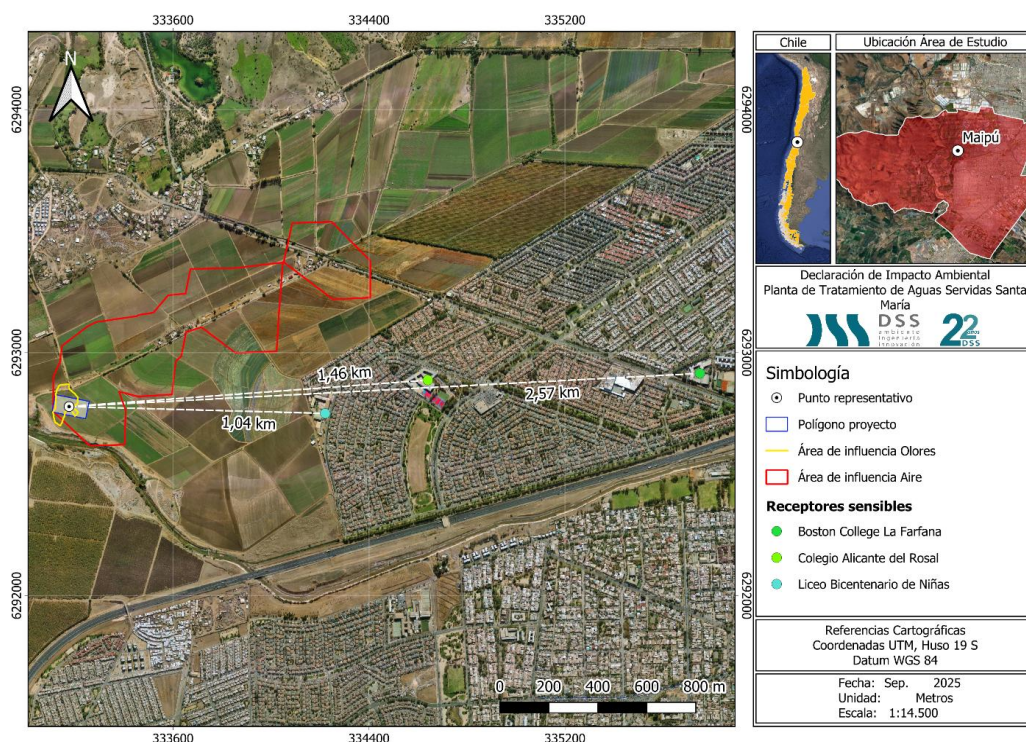 333600
334400
335200
6294000
6293000
6292000
N
1,46 km
2,57 km
1,04 km
0 200 400 600 800 m
6294000
6293000
6292000
333600
334400
335200
Chile
Ubicación Área de Estudio
Maipú
Declaración de Impacto Ambiental
Planta de Tratamiento de Aguas Servidas Santa
María
DSS
ambiente
ingeniería
innovación
22
años
DSS
Simbología
Punto representativo
Polígono proyecto
Área de influencia Olores
Área de influencia Aire
Receptores sensibles
Boston College La Farfana
Colegio Alicante del Rosal
Liceo Bicentenario de Niñas
Referencias Cartográficas
Coordenadas UTM, Huso 19 S
Datum WGS 84
Fecha: Sep. 2025
Unidad: Metros
Escala: 1:14.500